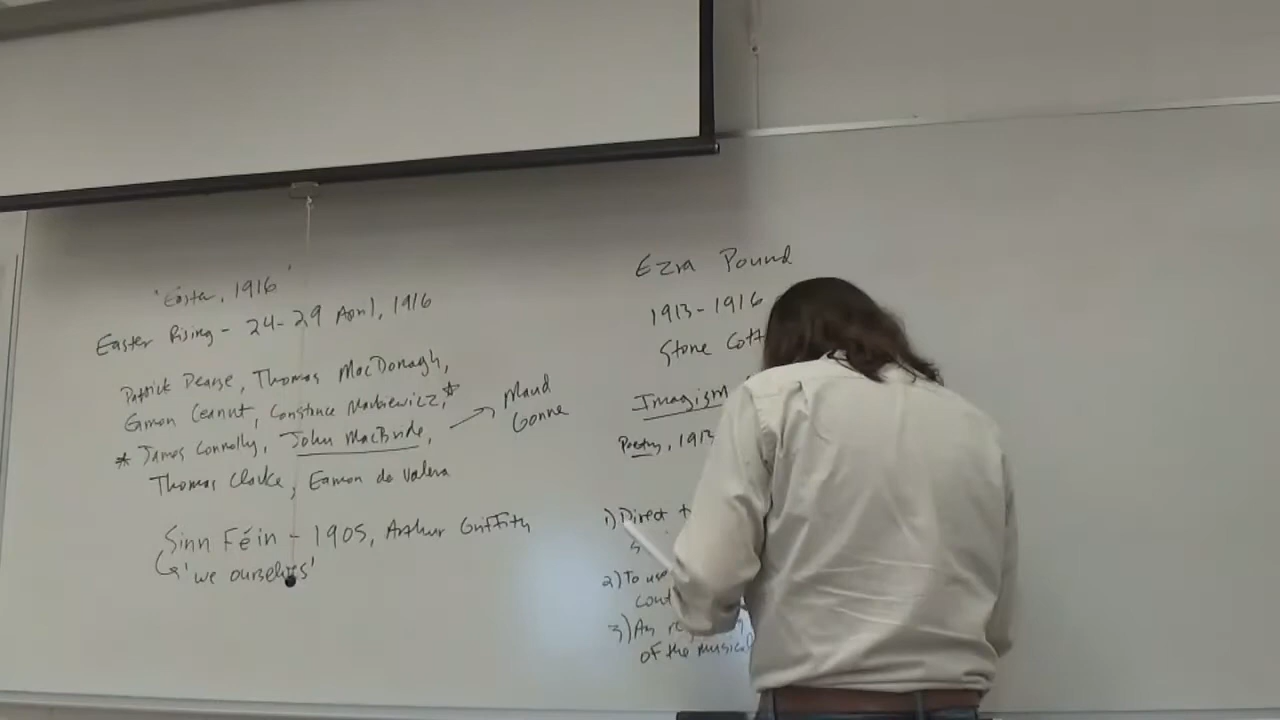 'Easter, 1916'
Easter Rising - 24-29 April, 1916
Patrick Pearse, Thomas MacDonagh,
Eamon Ceannt, Constance Markiewicz,*
* James Connolly, John MacBride,
Thomas Clarke, Eamon de Valera
Maud
Gonne
Sinn Féin - 1905, Arthur Griffith
'we ourselves'
Ezra Pound
1913-1916
Stone Cott
Imagism
Poetry, 1913
1) Direct t
2) To use
cont
3) As re
of the musical